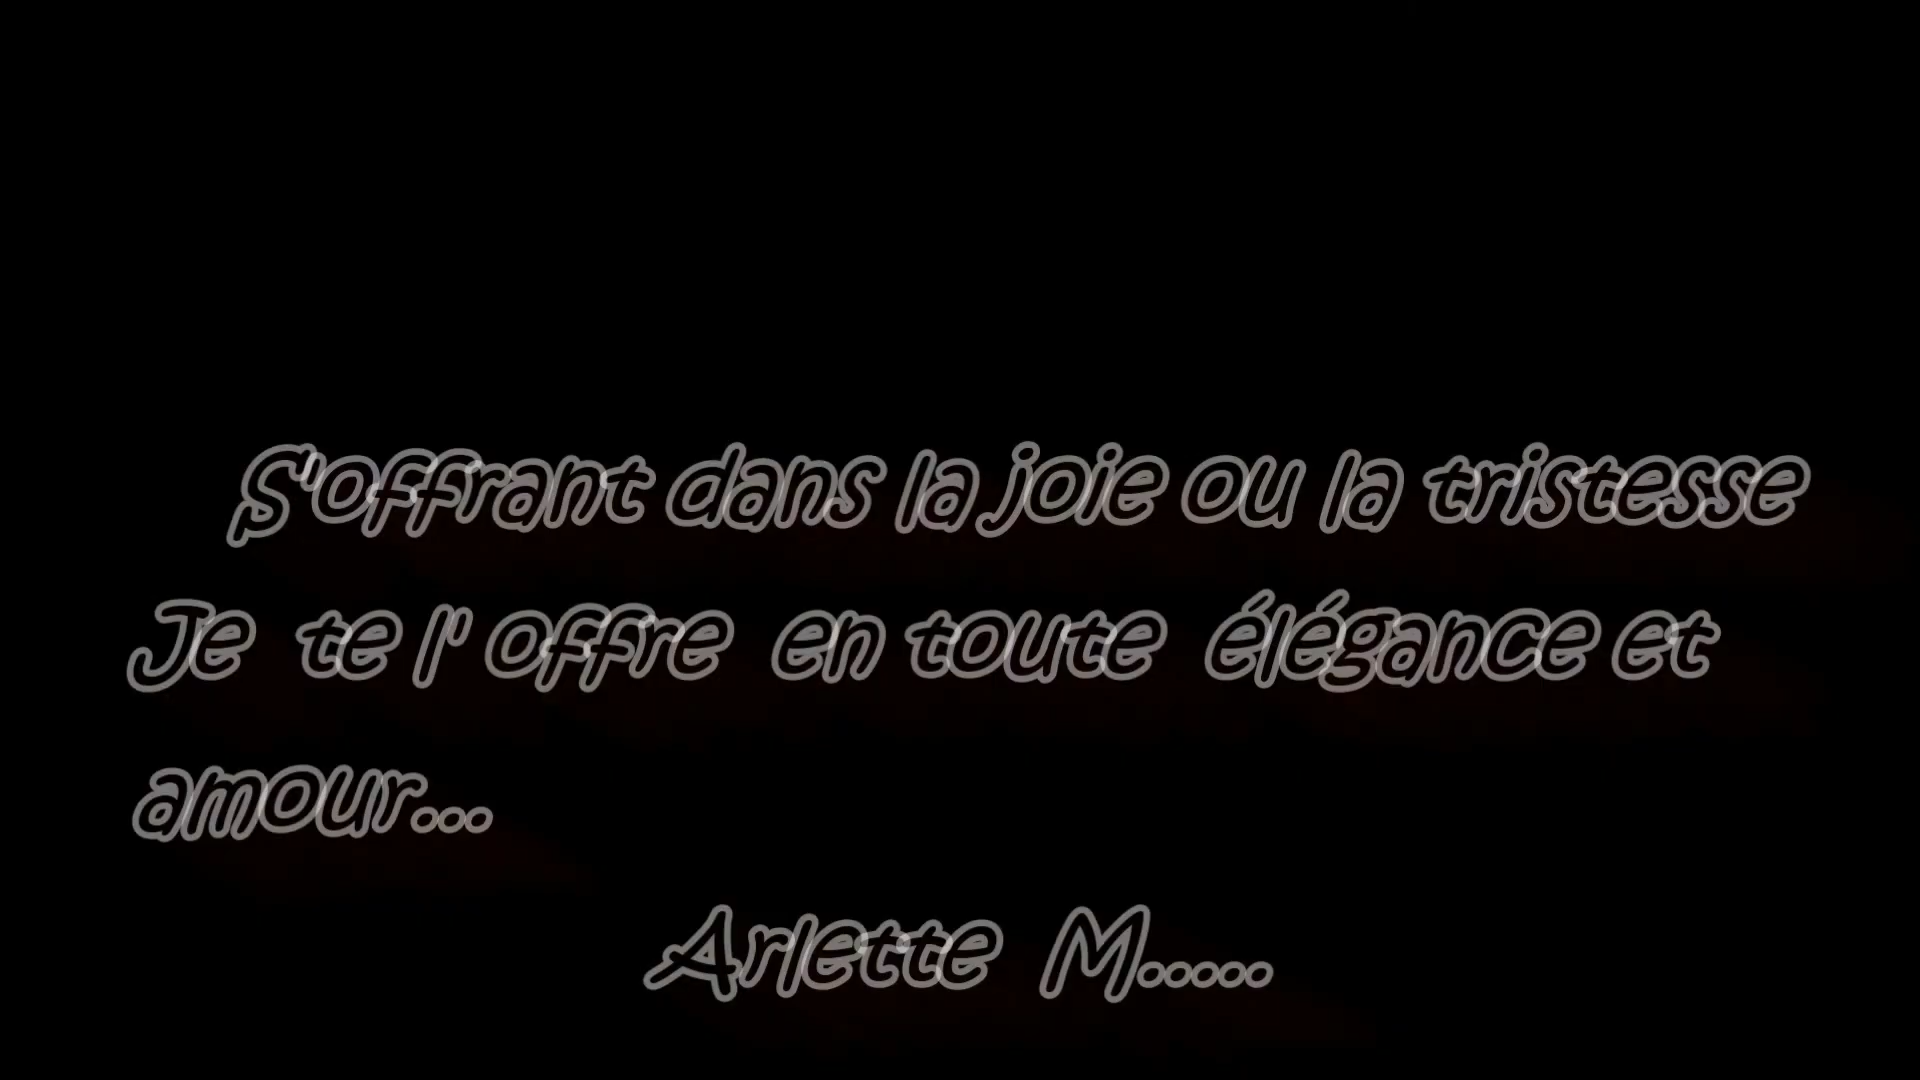 S'offrant dans la joie ou la tristesse
Je te l' offre en toute élégance et
amour...
Arlette M.....